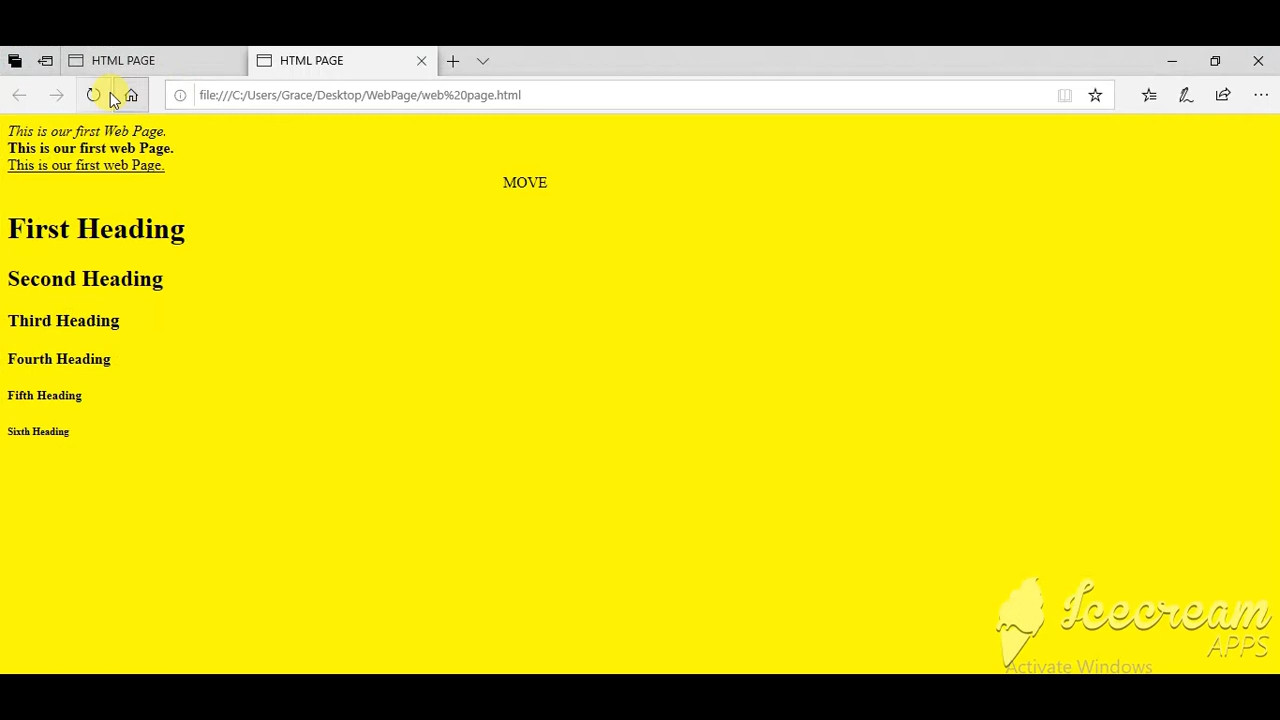 HTML PAGE
HTML PAGE
file:///C:/Users/Grace/Desktop/WebPage/web%20page.html
This is our first Web Page.
This is our first web Page.
This is our first web Page.
MOVE
First Heading
Second Heading
Third Heading
Fourth Heading
Fifth Heading
Sixth Heading
Icecream
APPS
Activate Windows